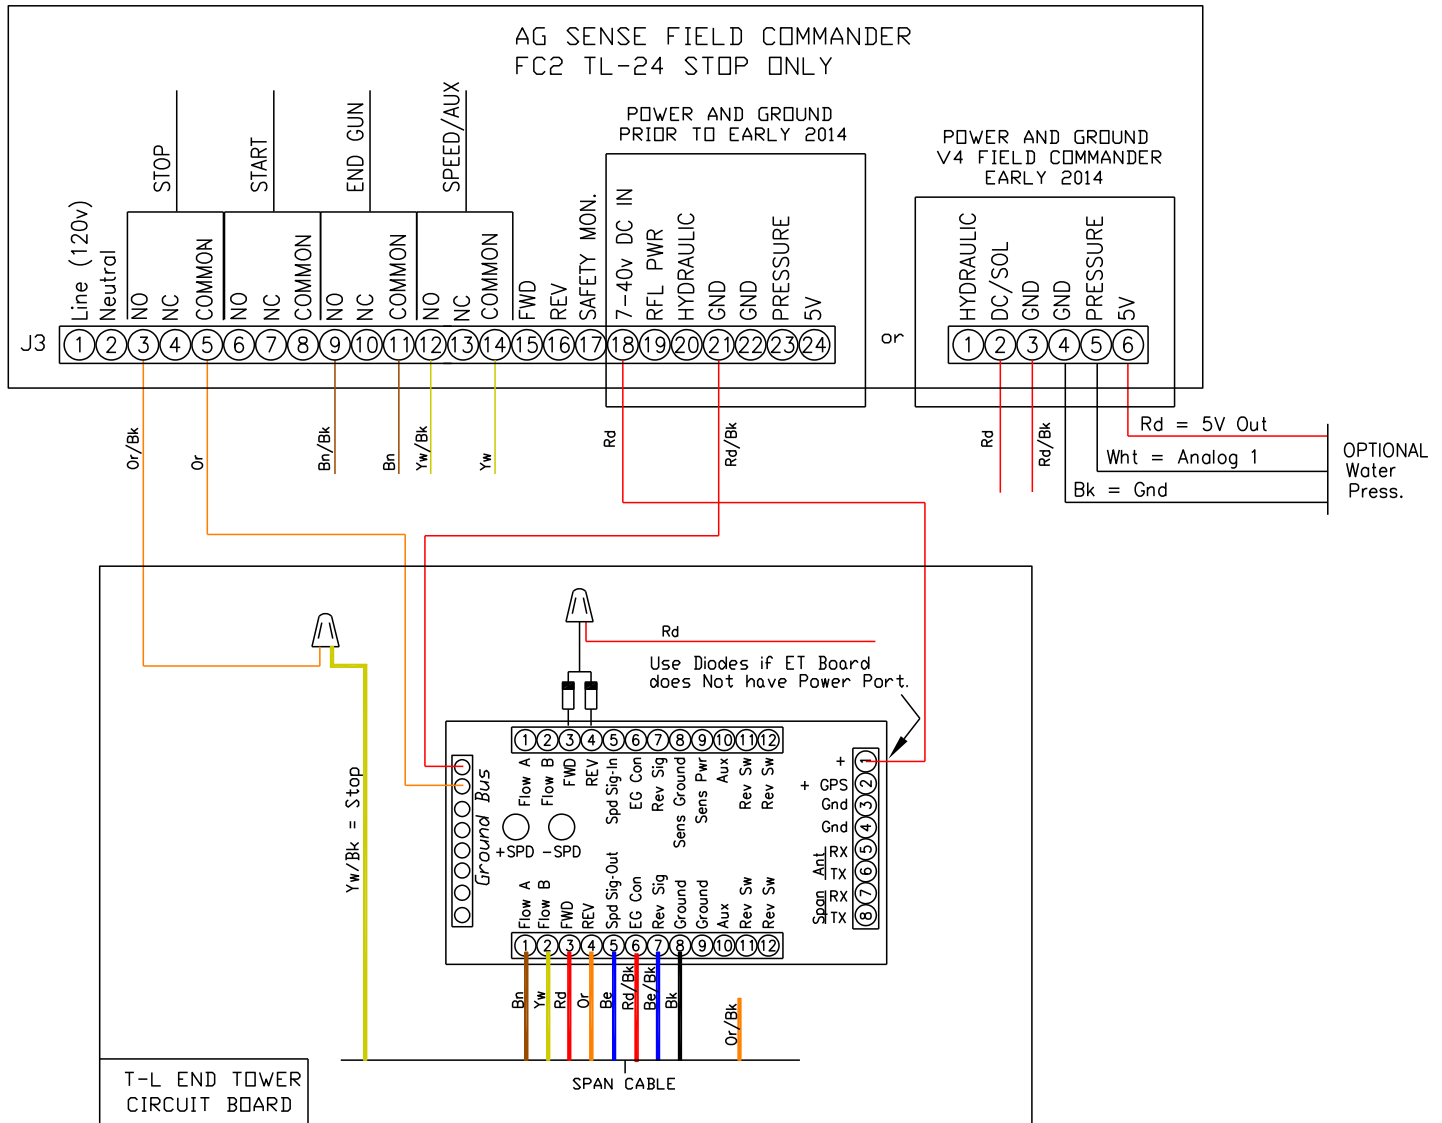 AG SENSE FIELD COMMANDER
FC2 TL-24 STOP ONLY
STOP
START
END GUN
SPEED/AUX
POWER AND GROUND
PRIOR TO EARLY 2014
POWER AND GROUND
V4 FIELD COMMANDER
EARLY 2014
Line (120v)
Neutral
NO
NC
COMMON
NO
NC
COMMON
NO
NC
COMMON
NO
NC
COMMON
FWD
REV
SAFETY MON.
7-40v DC IN
RFL PWR
HYDRAULIC
GND
GND
PRESSURE
5V
HYDRAULIC
DC/SOL
GND
GND
PRESSURE
5V
J3 1 2 3 4 5 6 7 8 9 10 11 12 13 14 15 16 17 18 19 20 21 22 23 24 or 1 2 3 4 5 6
Or/Bk
Or
Bn/Bk
Bn
Yw/Bk
Yw
Rd
Rd/Bk
Rd
Rd/Bk
Rd = 5V Out
Wht = Analog 1
Bk = Gnd
OPTIONAL
Water
Press.
Rd
Use Diodes if ET Board
does Not have Power Port.
Yw/Bk = Stop
1 2 3 4 5 6 7 8 9 10 11 12
Flow A
Flow B
FWD
REV
Spd Sig-In
EG Con
Rev Sig
Sens Ground
Sens Pwr
Aux
Rev Sw
Rev Sw
Ground Bus
+SPD -SPD
+ 1
+ GPS 2
Gnd 3
Gnd 4
Ant
RX 5
TX 6
Span
RX 7
TX 8
Flow A
Flow B
FWD
REV
Spd Sig-Out
EG Con
Rev Sig
Ground
Ground
Aux
Rev Sw
Rev Sw
1 2 3 4 5 6 7 8 9 10 11 12
Bn
Yw
Rd
Or
Be
Rd/Bk
Be/Bk
Bk
Or/Bk
SPAN CABLE
T-L END TOWER
CIRCUIT BOARD